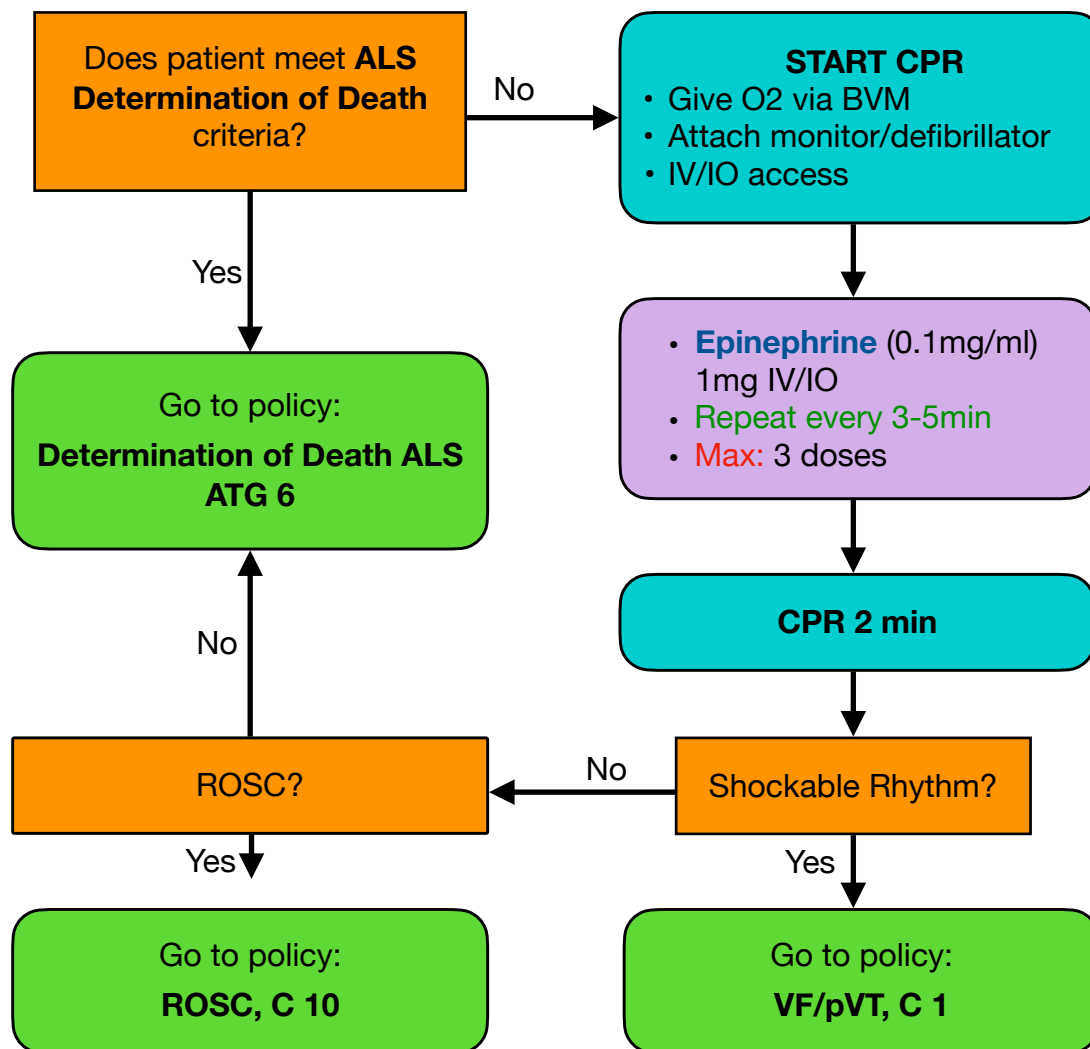 Does patient meet ALS
Determination of Death
criteria?
No
START CPR
• Give O2 via BVM
• Attach monitor/defibrillator
• IV/IO access
Yes
• Epinephrine (0.1mg/ml)
1mg IV/IO
• Repeat every 3-5min
• Max: 3 doses
Go to policy:
Determination of Death ALS
ATG 6
CPR 2 min
No
ROSC?
No
Shockable Rhythm?
Yes
Yes
Go to policy:
ROSC, C 10
Go to policy:
VF/pVT, C 1